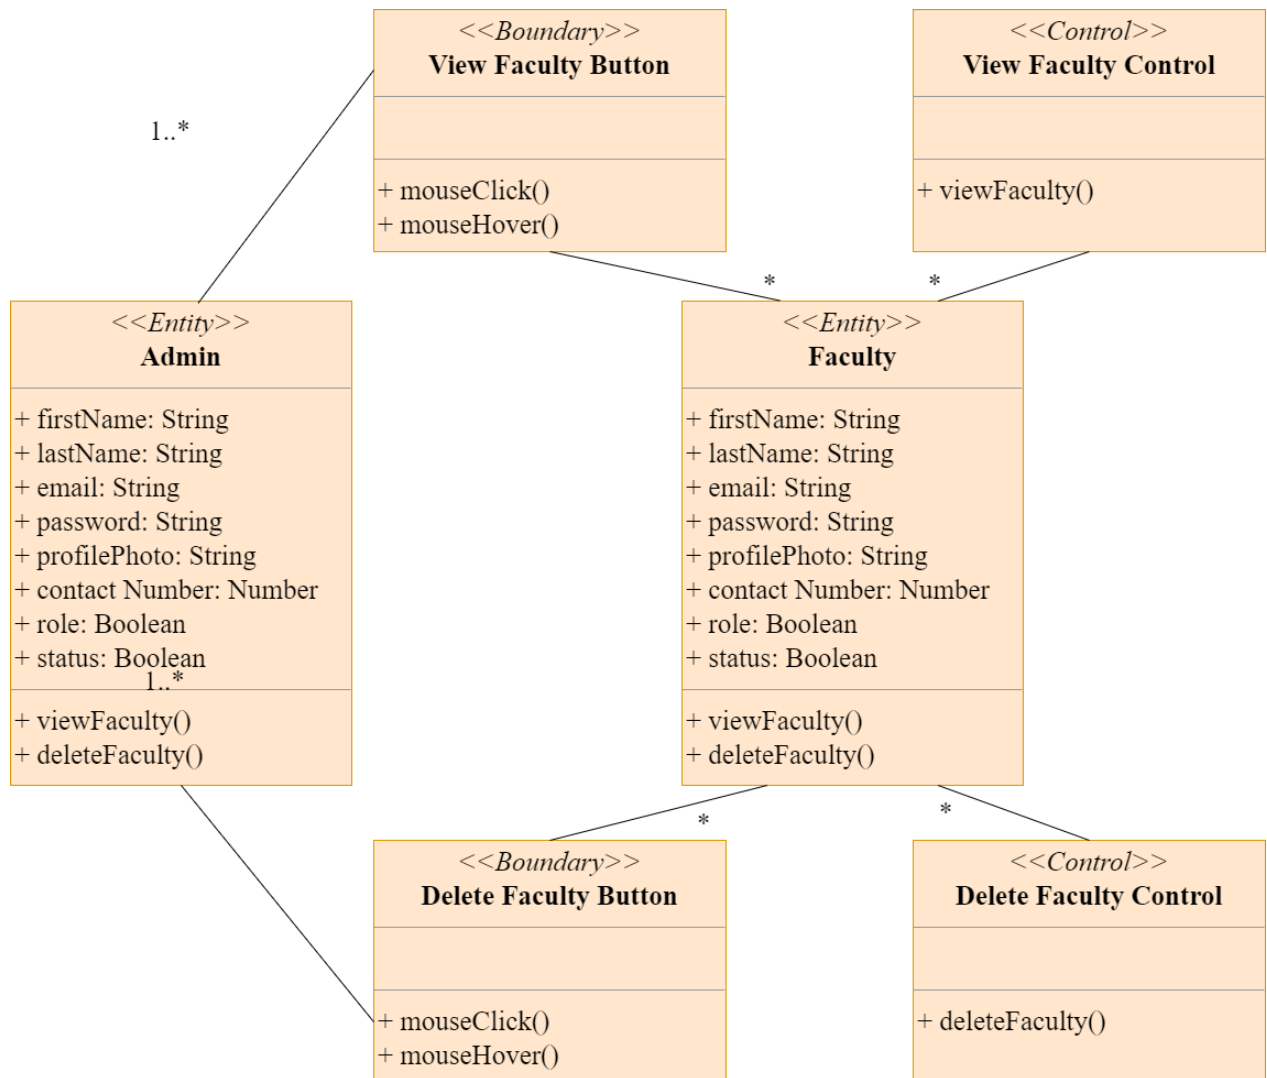 <<Boundary>>
View Faculty Button
+ mouseClick()
+ mouseHover()
<<Control>>
View Faculty Control
+ viewFaculty()
1..*
*
*
<<Entity>>
Admin
+ firstName: String
+ lastName: String
+ email: String
+ password: String
+ profilePhoto: String
+ contact Number: Number
+ role: Boolean
+ status: Boolean
1..*
+ viewFaculty()
+ deleteFaculty()
<<Entity>>
Faculty
+ firstName: String
+ lastName: String
+ email: String
+ password: String
+ profilePhoto: String
+ contact Number: Number
+ role: Boolean
+ status: Boolean
+ viewFaculty()
+ deleteFaculty()
*
*
<<Boundary>>
Delete Faculty Button
+ mouseClick()
+ mouseHover()
<<Control>>
Delete Faculty Control
+ deleteFaculty()